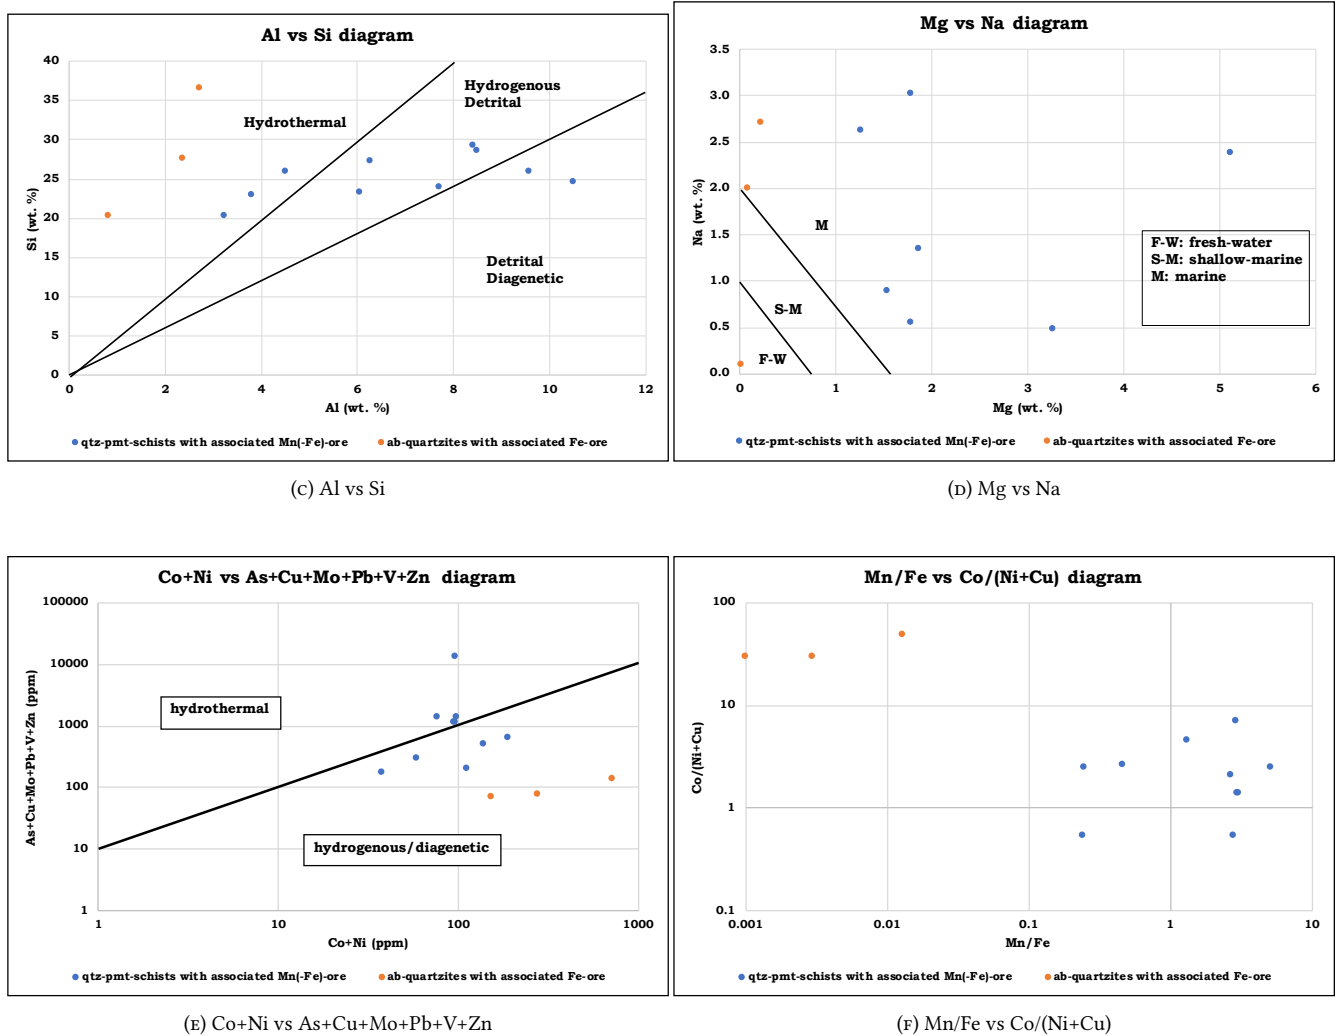 Al vs Si diagram
40
35
30
25
20
15
10
5
0
Si (wt. %)
Hydrothermal
Hydrogenous
Detrital
Detrital
Diagenetic
0 2 4 6 8 10 12
Al (wt. %)
qtz-pmt-schists with associated Mn(-Fe)-ore ab-quartzites with associated Fe-ore
(C) Al vs Si
Mg vs Na diagram
3.5
3.0
2.5
2.0
1.5
1.0
0.5
0.0
Na (wt. %)
M
S-M
F-W
F-W: fresh-water
S-M: shallow-marine
M: marine
0 1 2 3 4 5 6
Mg (wt. %)
qtz-pmt-schists with associated Mn(-Fe)-ore ab-quartzites with associated Fe-ore
(D) Mg vs Na
Co+Ni vs As+Cu+Mo+Pb+V+Zn diagram
100000
10000
1000
100
10
1
As+Cu+Mo+Pb+V+Zn (ppm)
hydrothermal
hydrogenous/diagenetic
1 10 100 1000
Co+Ni (ppm)
qtz-pmt-schists with associated Mn(-Fe)-ore ab-quartzites with associated Fe-ore
(E) Co+Ni vs As+Cu+Mo+Pb+V+Zn
Mn/Fe vs Co/(Ni+Cu) diagram
100
10
1
0.1
Co/(Ni+Cu)
0.001 0.01 0.1 1 10
Mn/Fe
qtz-pmt-schists with associated Mn(-Fe)-ore ab-quartzites with associated Fe-ore
(F) Mn/Fe vs Co/(Ni+Cu)